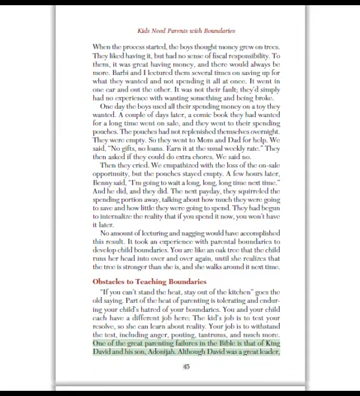 Kids Need Parents with Boundaries
When the process started, the boys thought money grew on trees.
They liked having it, but had no sense of fiscal responsibility. To
them, it was great having money, and there would always be
more. Barbi and I lectured them several times on saving up for
what they wanted and not spending it all at once. It went in
one ear and out the other. It was not their fault; they'd simply
had no experience with wanting something and being broke.
One day the boys used all their spending money on a toy they
wanted. A couple of days later, a comic book they had wanted
for a long time went on sale, and they went to their spending
pouches. The pouches had not replenished themselves overnight.
They were empty. So they went to Mom and Dad for help. We
said, "No gifts, no loans. Earn it at the usual weekly rate." They
then asked if they could do extra chores. We said no.
Then they cried. We empathized with the loss of the on-sale
opportunity, but the pouches stayed empty. A few hours later,
Benny said, "I'm going to wait a long, long, long time next time."
And he did, and they did. The next payday, they squirreled the
spending portion away, talking about how much they were going
to save and how little they were going to spend. They had begun
to internalize the reality that if you spend it now, you won't have
it later.
No amount of lecturing and nagging would have accomplished
this result. It took an experience with parental boundaries to
develop child boundaries. You are like an oak tree that the child
runs her head into over and over again, until she realizes that
the tree is stronger than she is, and she walks around it next time.
Obstacles to Teaching Boundaries
"If you can't stand the heat, stay out of the kitchen" goes the
old saying. Part of the heat of parenting is tolerating and endur-
ing your child's hatred of your boundaries. You and your child
each have a different job here: The kid's job is to test your
resolve, so she can learn about reality. Your job is to withstand
the test, including anger, pouting, tantrums, and much more.
One of the great parenting failures in the Bible is that of King
David and his son, Adonijah. Although David was a great leader,
45